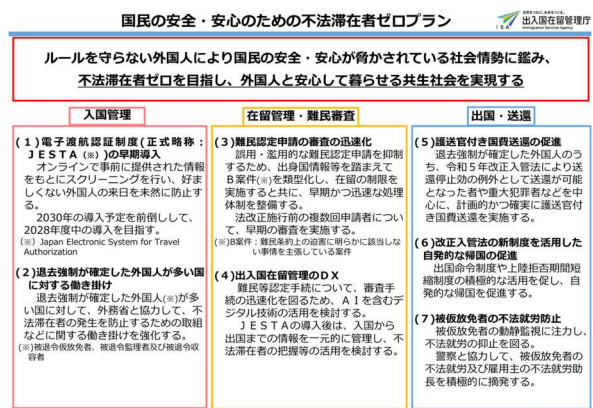 国民の安全・安心のための不法滞在者ゼロプラン
ISA
出入国在留管理庁
Immigration Services Agency
ルールを守らない外国人により国民の安全・安心が脅かされている社会情勢に鑑み、
不法滞在者ゼロを目指し、外国人と安心して暮らせる共生社会を実現する
入国管理
(1)電子渡航認証制度(正式略称:
JESTA(※))の早期導入
オンラインで事前に提供された情報
をもとにスクリーニングを行い、好まし
くない外国人の来日を未然に防止す
る。
2030年の導入予定を前倒しして、
2028年度中の導入を目指す。
(※)Japan Electronic System for Travel
Authorization
(2)退去強制が確定した外国人が多い国
に対する働き掛け
退去強制が確定した外国人(※)が多
い国に対して、外務省と協力して、不
法滞在者の発生を防止するための取組
などに関する働き掛けを強化する。
(※)被退令仮放免者、被退令監理者及び被退令収
容者
在留管理・難民審査
(3)難民認定申請の審査の迅速化
誤用・濫用的な難民認定申請を抑制
するため、出身国情報等を踏まえて
B案件(※)を類型化し、在留の制限を
実施すると共に、早期かつ迅速な処理
体制を整備する。
法改正施行前の複数回申請者につい
て、早期の審査を実施する。
(※)B案件:難民条約上の迫害に明らかに該当しな
い事情を主張している案件
(4)出入国在留管理のDX
難民等認定手続について、審査手
続の迅速化を図るため、AIを含むデ
ジタル技術の活用を検討する。
JESTAの導入後は、入国から
出国までの情報を一元的に管理し、不
法滞在者の把握等の活用を検討する。
出国・送還
(5)護送官付き国費送還の促進
退去強制が確定した外国人のう
ち、令和5年改正入管法により送
還停止効の例外として送還が可能
となった者や重大犯罪者などを中
心に、計画的かつ確実に護送官付
き国費送還を実施する。
(6)改正入管法の新制度を活用した
自発的な帰国の促進
出国命令制度や上陸拒否期間短
縮制度の積極的な活用を促し、自
発的な帰国を促進する。
(7)被仮放免者の不法就労防止
被仮放免者の動静監視に注力し、
不法就労の抑止を図る。
警察と協力して、被仮放免者の
不法就労及び雇用主の不法就労助
長を積極的に摘発する。